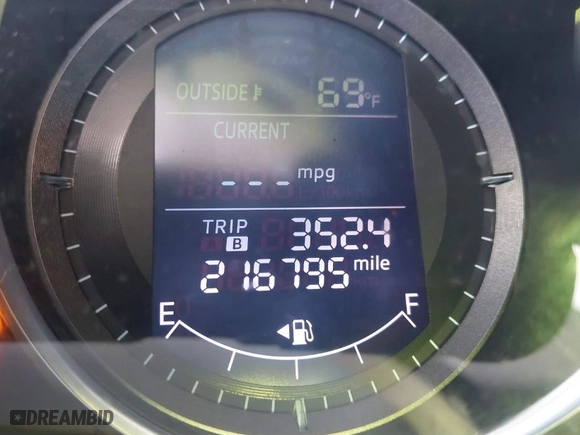 OUTSIDE 69°F
CURRENT
--- mpg
TRIP B 352.4
216795 mile
E F
DREAMBID